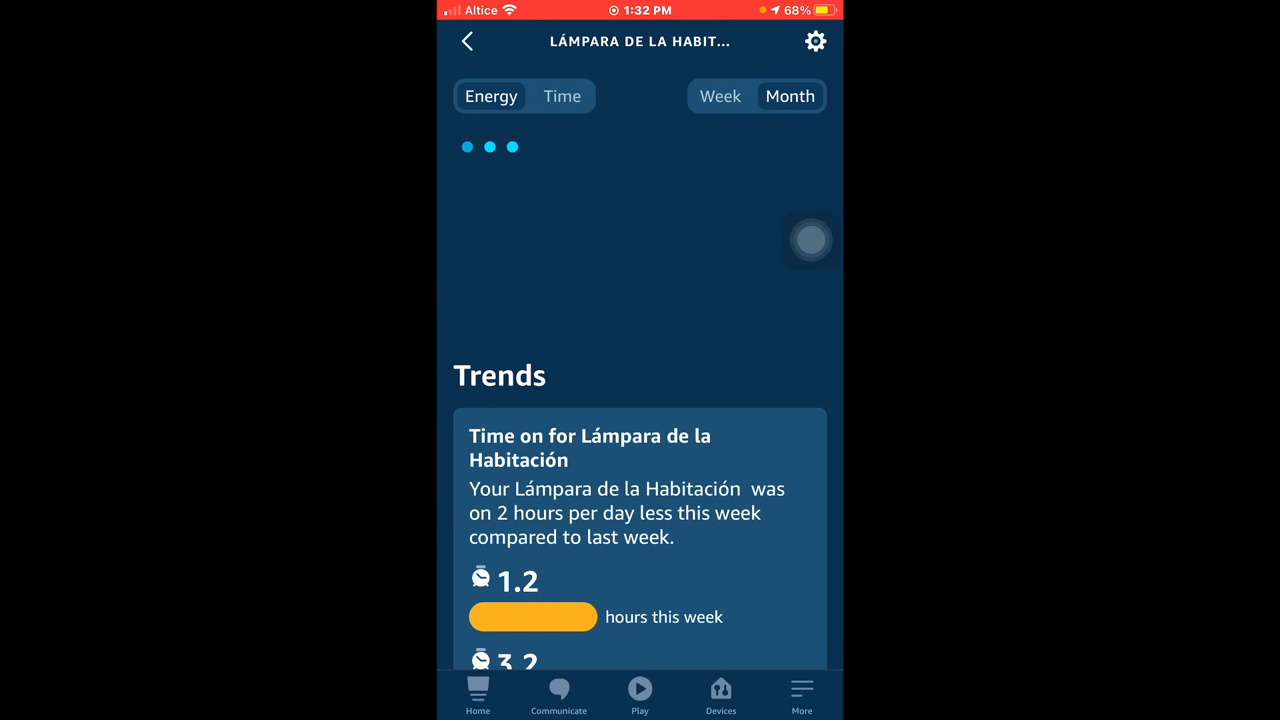 Altice 1:32 PM 68%
LÁMPARA DE LA HABIT...
Energy Time Week Month
Trends
Time on for Lámpara de la
Habitación
Your Lámpara de la Habitación was
on 2 hours per day less this week
compared to last week.
1.2
hours this week
3.2
Home Communicate Play Devices More